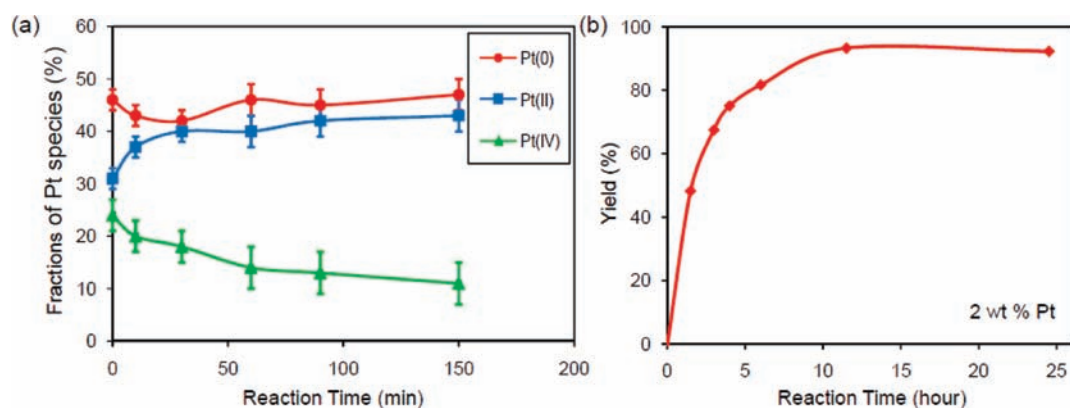 (a)
60
50
40
30
20
10
0
Fractions of Pt species (%)
0 50 100 150 200
Reaction Time (min)
Pt(0)
Pt(II)
Pt(IV)
(b)
100
80
60
40
20
0
Yield (%)
0 5 10 15 20 25
Reaction Time (hour)
2 wt % Pt